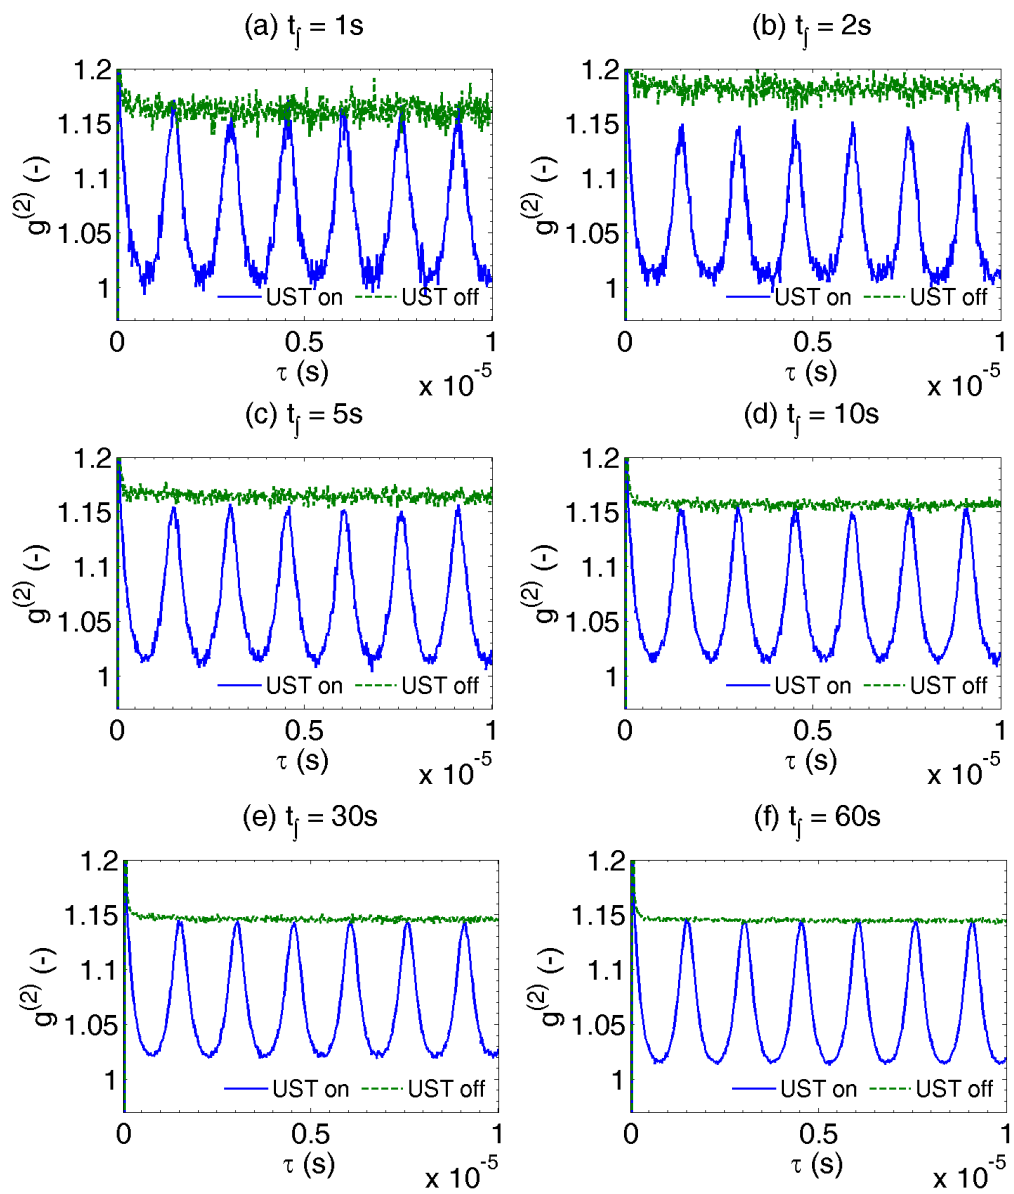 (a) t∫ = 1s
1.2
1.15
1.1
1.05
1
g(2) (-)
UST on
UST off
0
0.5
1
τ (s)
x 10-5
(b) t∫ = 2s
1.2
1.15
1.1
1.05
1
g(2) (-)
UST on
UST off
0
0.5
1
τ (s)
x 10-5
(c) t∫ = 5s
1.2
1.15
1.1
1.05
1
g(2) (-)
UST on
UST off
0
0.5
1
τ (s)
x 10-5
(d) t∫ = 10s
1.2
1.15
1.1
1.05
1
g(2) (-)
UST on
UST off
0
0.5
1
τ (s)
x 10-5
(e) t∫ = 30s
1.2
1.15
1.1
1.05
1
g(2) (-)
UST on
UST off
0
0.5
1
τ (s)
x 10-5
(f) t∫ = 60s
1.2
1.15
1.1
1.05
1
g(2) (-)
UST on
UST off
0
0.5
1
τ (s)
x 10-5